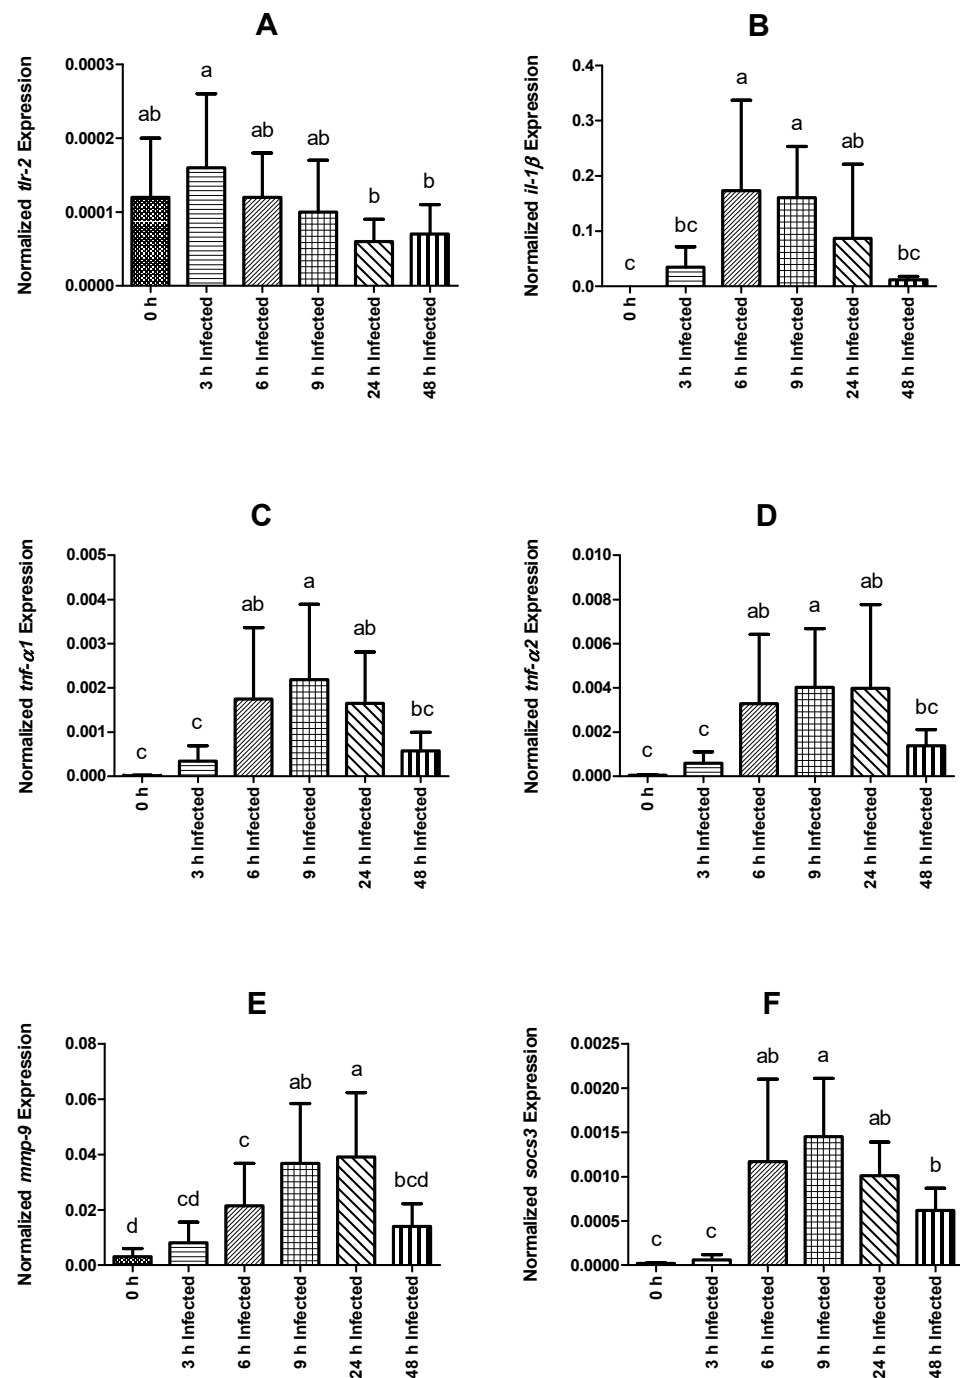 A
Normalized tlr-2 Expression
0.0003
0.0002
0.0001
0.0000
ab
a
ab
ab
b
b
0 h
3 h Infected
6 h Infected
9 h Infected
24 h Infected
48 h Infected
B
Normalized il-1β Expression
0.4
0.3
0.2
0.1
0.0
c
bc
a
a
ab
bc
0 h
3 h Infected
6 h Infected
9 h Infected
24 h Infected
48 h Infected
C
Normalized tnf-α1 Expression
0.005
0.004
0.003
0.002
0.001
0.000
c
c
ab
a
ab
bc
0 h
3 h Infected
6 h Infected
9 h Infected
24 h Infected
48 h Infected
D
Normalized tnf-α2 Expression
0.010
0.008
0.006
0.004
0.002
0.000
c
c
ab
a
ab
bc
0 h
3 h Infected
6 h Infected
9 h Infected
24 h Infected
48 h Infected
E
Normalized mmp-9 Expression
0.08
0.06
0.04
0.02
0.00
d
cd
c
ab
a
bcd
0 h
3 h Infected
6 h Infected
9 h Infected
24 h Infected
48 h Infected
F
Normalized socs3 Expression
0.0025
0.0020
0.0015
0.0010
0.0005
0.0000
c
c
ab
a
ab
b
0 h
3 h Infected
6 h Infected
9 h Infected
24 h Infected
48 h Infected